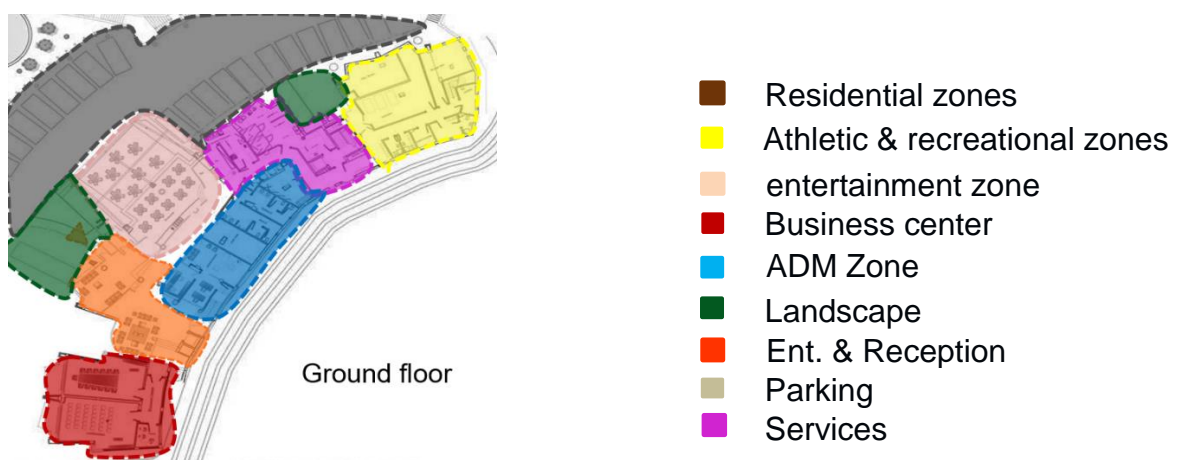 Residential zones
Athletic & recreational zones
entertainment zone
Business center
ADM Zone
Landscape
Ent. & Reception
Parking
Services
Ground floor